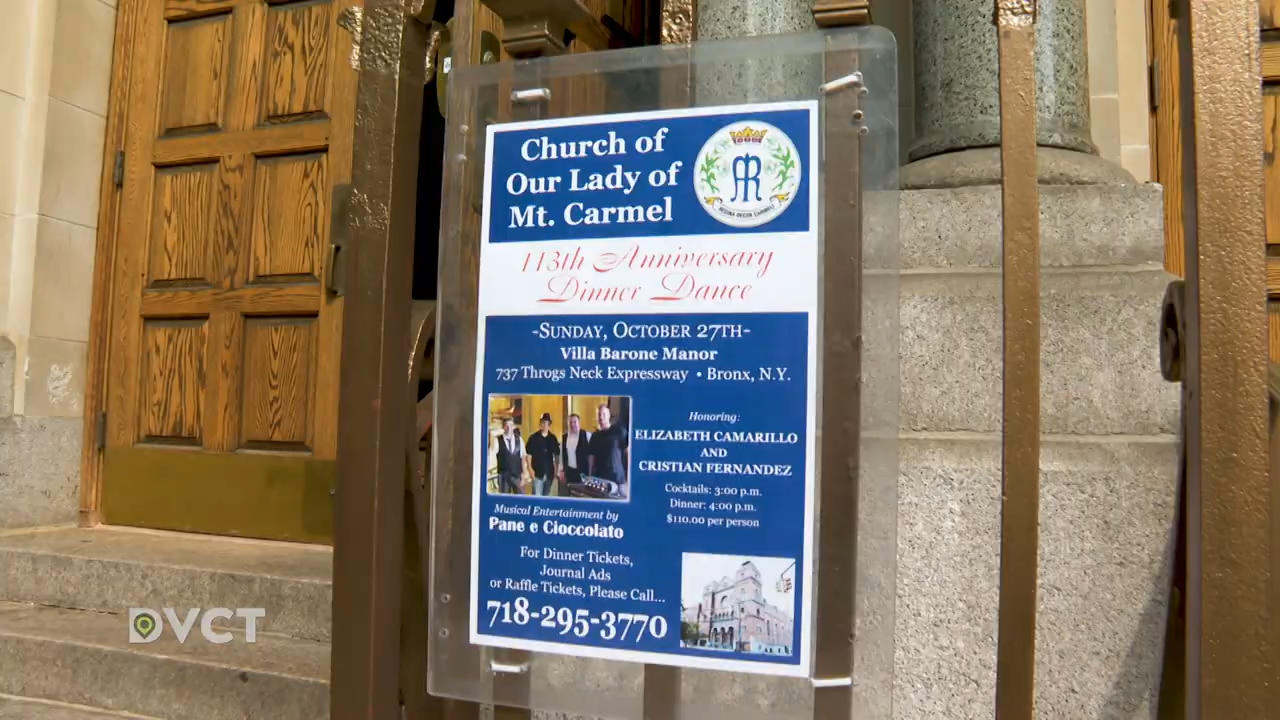 Church of
Our Lady of
Mt. Carmel
REGINA DECOR CARMELI
113th Anniversary
Dinner Dance
-SUNDAY, OCTOBER 27TH-
Villa Barone Manor
737 Throgs Neck Expressway • Bronx, N.Y.
Honoring:
ELIZABETH CAMARILLO
AND
CRISTIAN FERNANDEZ
Cocktails: 3:00 p.m.
Dinner: 4:00 p.m.
$110.00 per person
Musical Entertainment by
Pane e Cioccolato
For Dinner Tickets,
Journal Ads
or Raffle Tickets, Please Call...
718-295-3770
DVCT